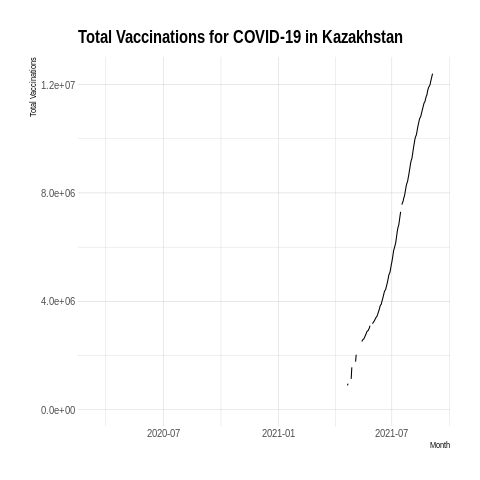 Total Vaccinations for COVID-19 in Kazakhstan
Total Vaccinations
1.2e+07
8.0e+06
4.0e+06
0.0e+00
2020-07 2021-01 2021-07
Month